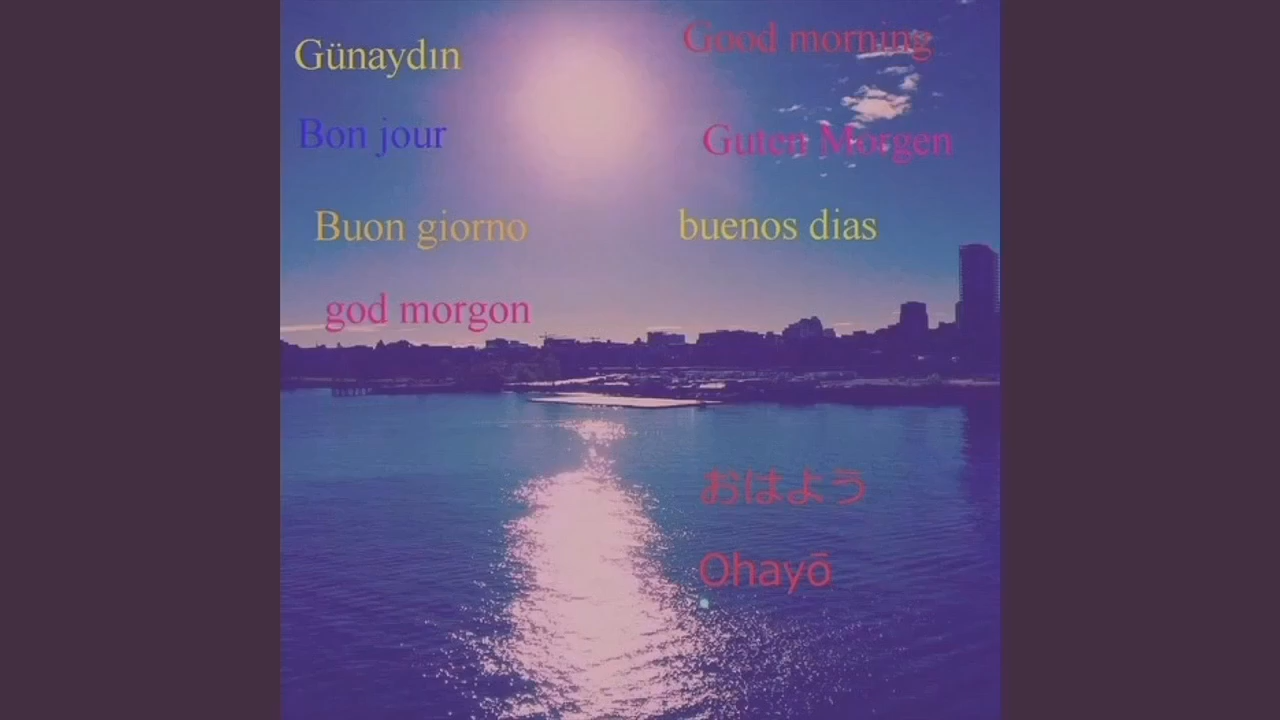 Günaydın
Good morning
Bon jour
Guten Morgen
Buon giorno
buenos dias
god morgon
おはよう
Ohayō